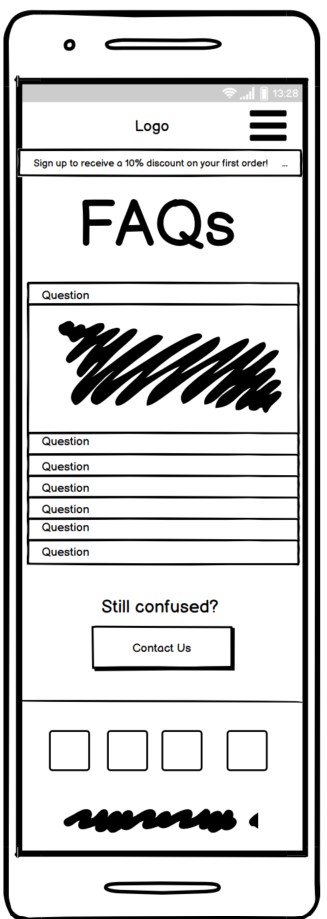 13:28
Logo
Sign up to receive a 10% discount on your first order! ...
FAQs
Question
Question
Question
Question
Question
Question
Question
Still confused?
Contact Us